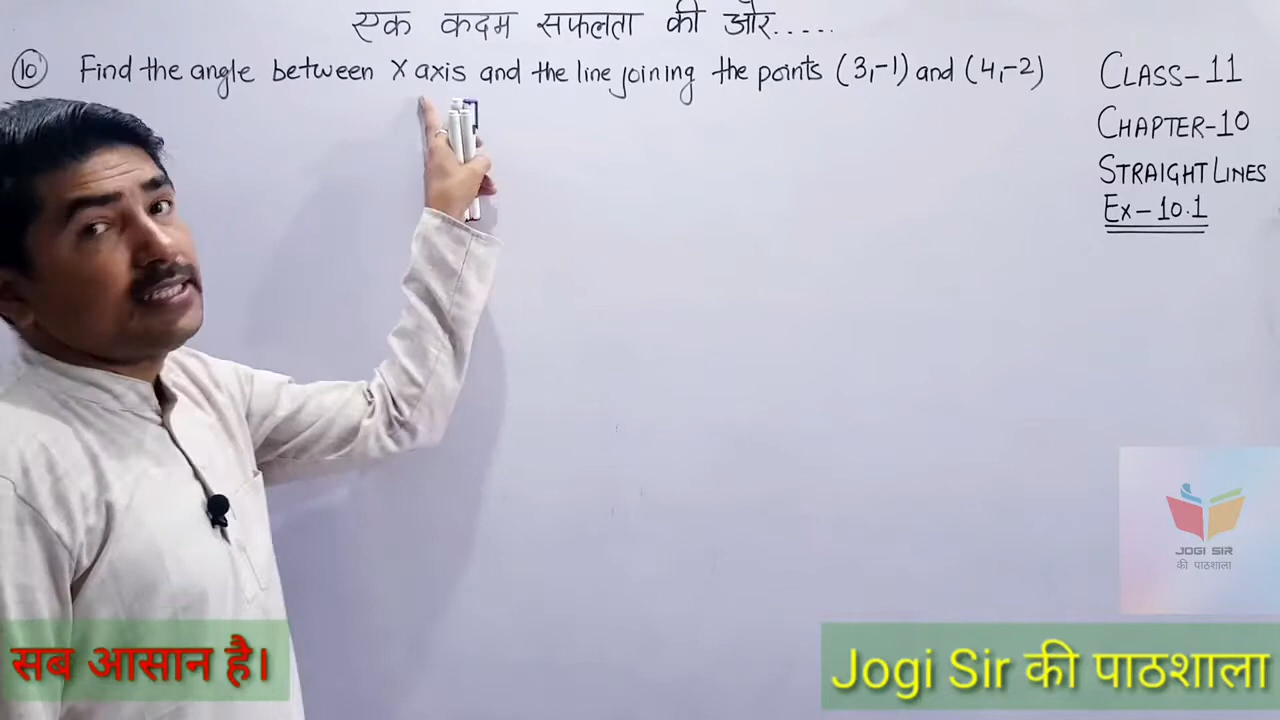 एक कदम सफलता की ओर.....
10 Find the angle between X axis and the line joining the points (3,-1) and (4,-2)
CLASS-11
CHAPTER-10
STRAIGHT LINES
Ex-10.1
JOGI SIR
की पाठशाला
सब आसान है।
Jogi Sir की पाठशाला